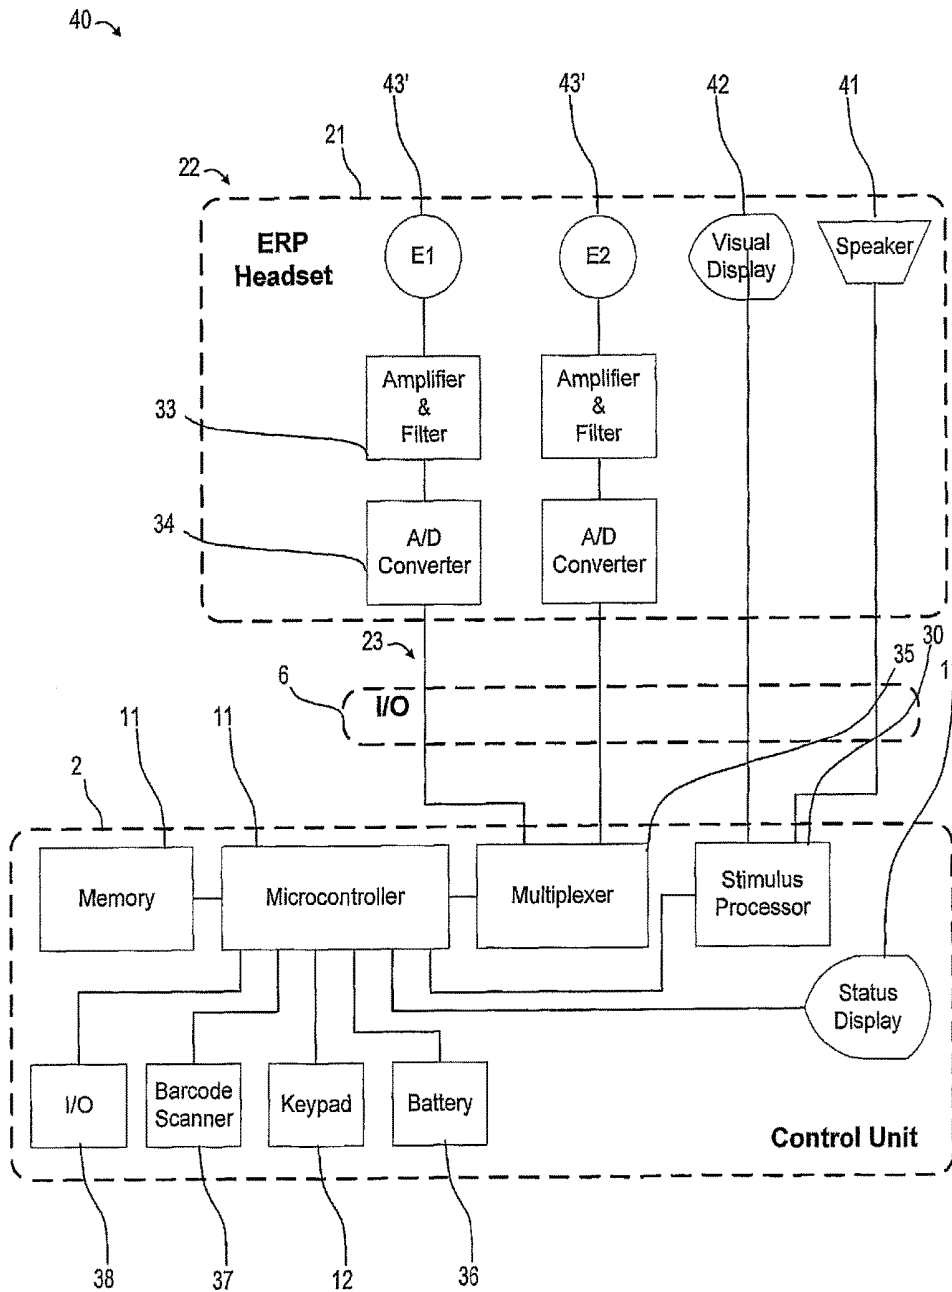 40
43'
43'
42
41
21
22
ERP
Headset
E1
E2
Visual
Display
Speaker
Amplifier
&
Filter
Amplifier
&
Filter
33
34
A/D
Converter
A/D
Converter
23
35
30
1
6
I/O
11
11
2
Memory
Microcontroller
Multiplexer
Stimulus
Processor
Status
Display
I/O
Barcode
Scanner
Keypad
Battery
Control Unit
38
37
12
36